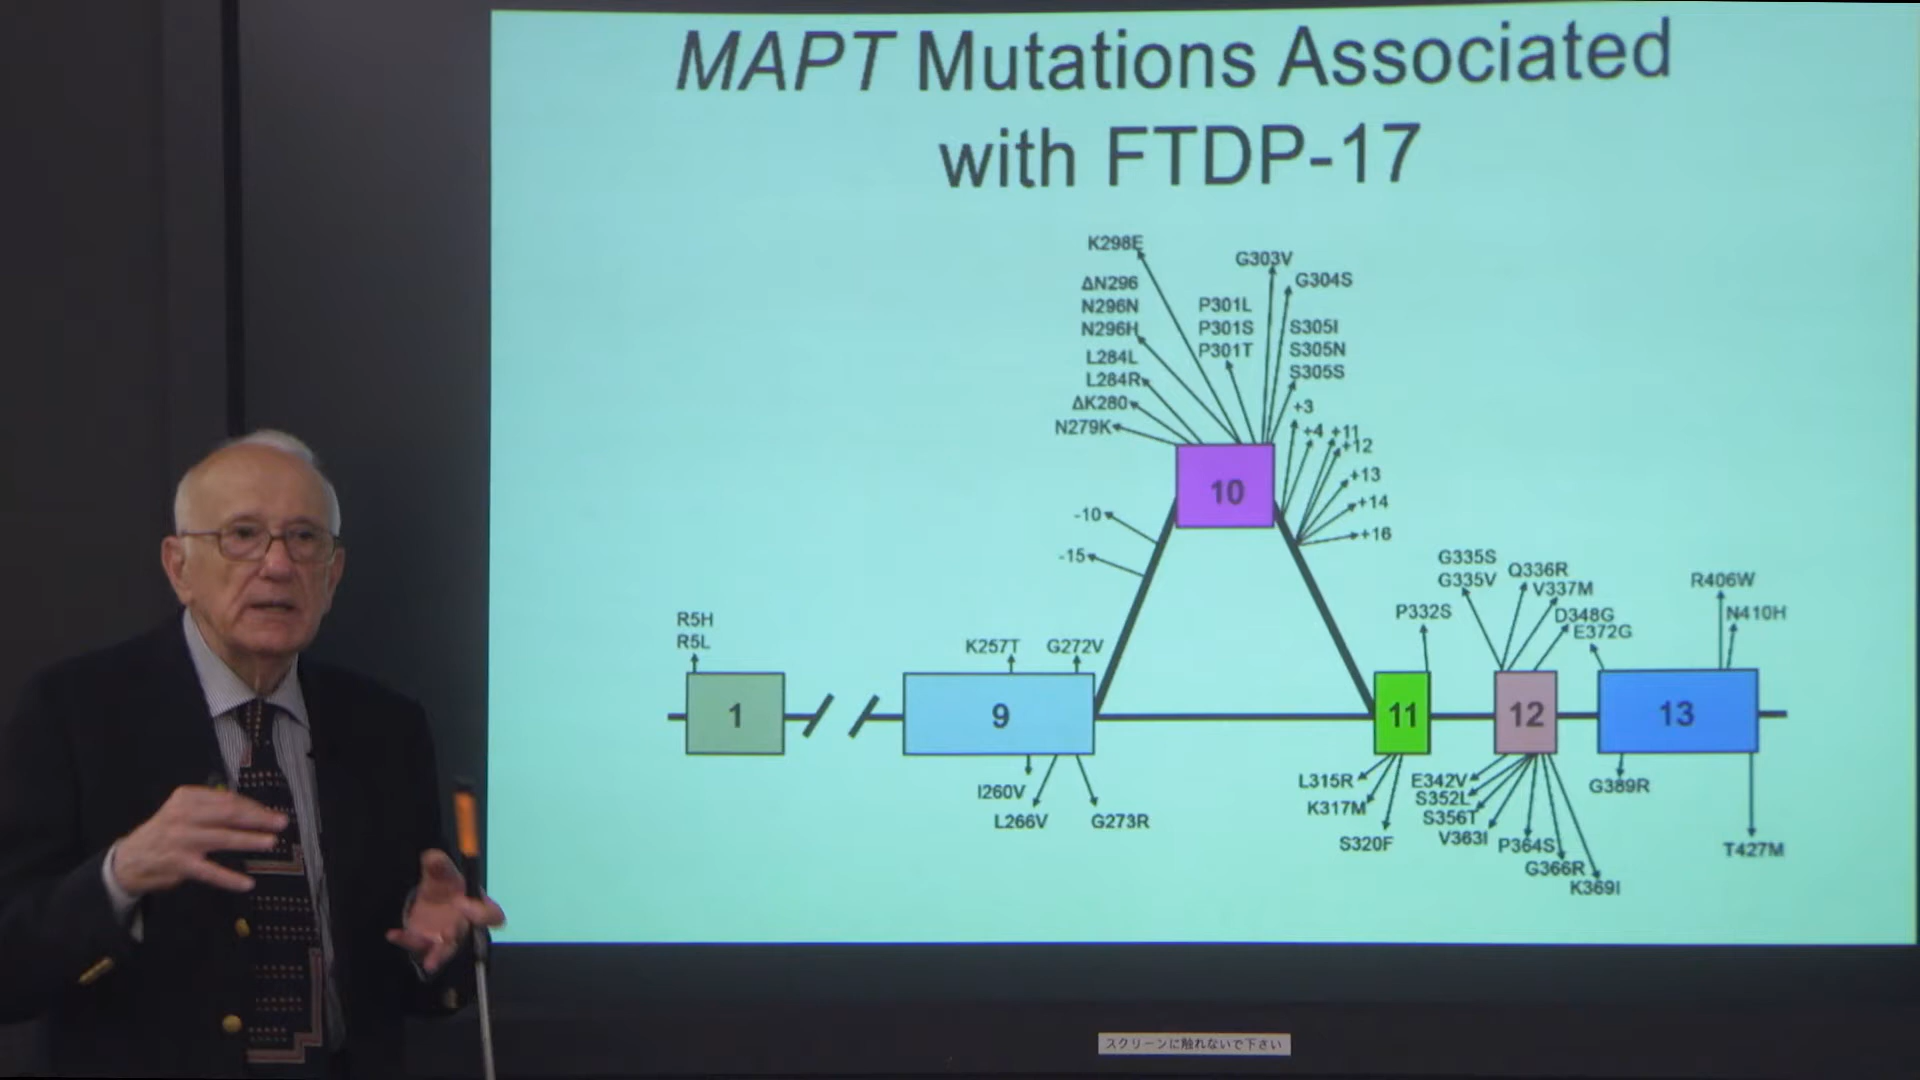 MAPT Mutations Associated
with FTDP-17
K298E
G303V
ΔN296
G304S
N296N
P301L
N296H
P301S
S305I
L284L
P301T
S305N
L284R
S305S
ΔK280
+3
N279K
+4
+11
+12
+13
10
+14
-10
+16
-15
G335S
G335V
Q336R
V337M
R406W
P332S
D348G
N410H
R5H
E372G
R5L
K257T
G272V
1
9
11
12
13
I260V
L315R
E342V
G389R
L266V
G273R
K317M
S352L
S356T
S320F
V363I
P364S
T427M
G366R
K369I
スクリーンに触れないで下さい